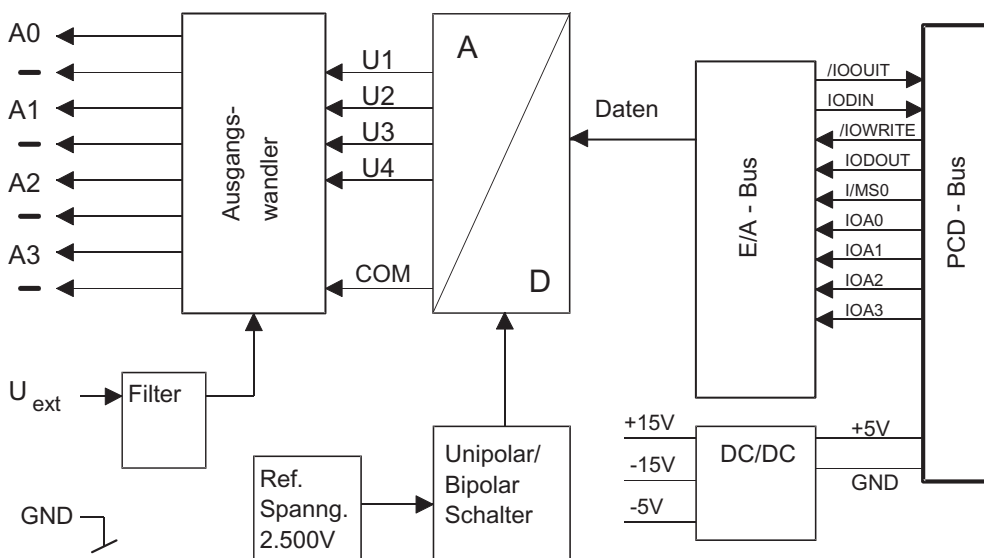 A0
–
A1
–
A2
–
A3
–
Ausgangs-
wandler
U1
U2
U3
U4
COM
A
D
Daten
E/A - Bus
/IOOUIT
IODIN
/IOWRITE
IODOUT
I/MS0
IOA0
IOA1
IOA2
IOA3
PCD - Bus
U ext
Filter
GND
Ref.
Spanng.
2.500V
Unipolar/
Bipolar
Schalter
+15V
-15V
-5V
DC/DC
+5V
GND